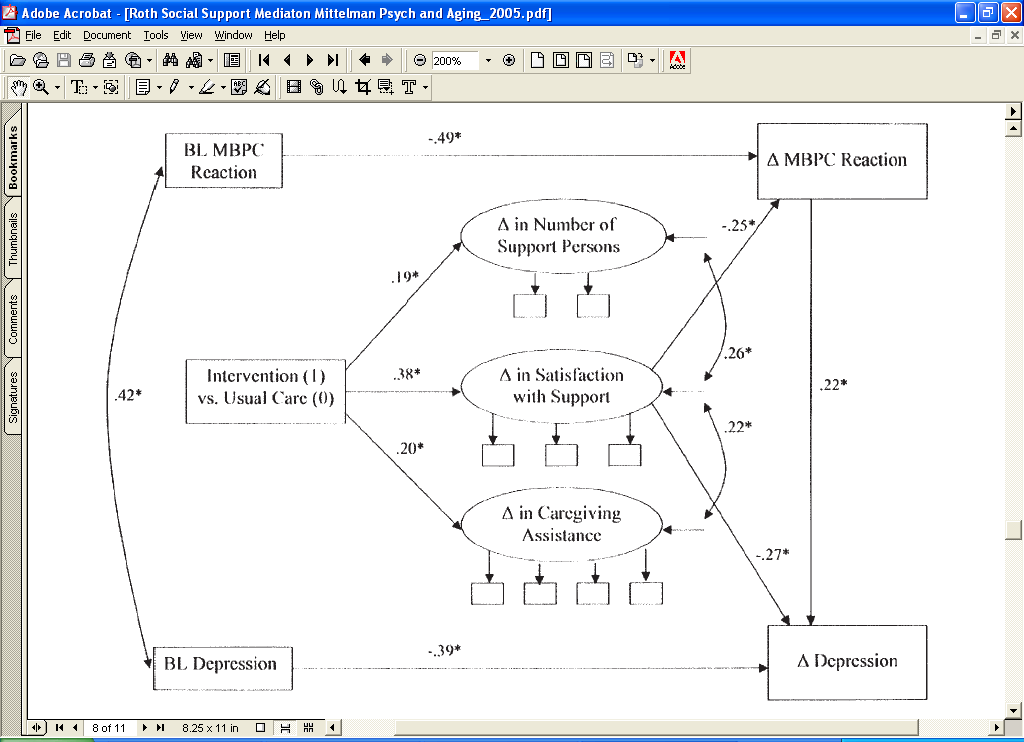 Adobe Acrobat - [Roth Social Support Mediaton Mittelman Psych and Aging_2005.pdf]
File Edit Document Tools View Window Help
200%
Adobe
Bookmarks
Thumbnails
Comments
Signatures
BL MBPC
Reaction
-.49*
Δ MBPC Reaction
Δ in Number of
Support Persons
-.25*
.19*
.26*
Intervention (1)
vs. Usual Care (0)
.38*
Δ in Satisfaction
with Support
.22*
.42*
.22*
.20*
Δ in Caregiving
Assistance
-.27*
BL Depression
-.39*
Δ Depression
8 of 11
8.25 x 11 in